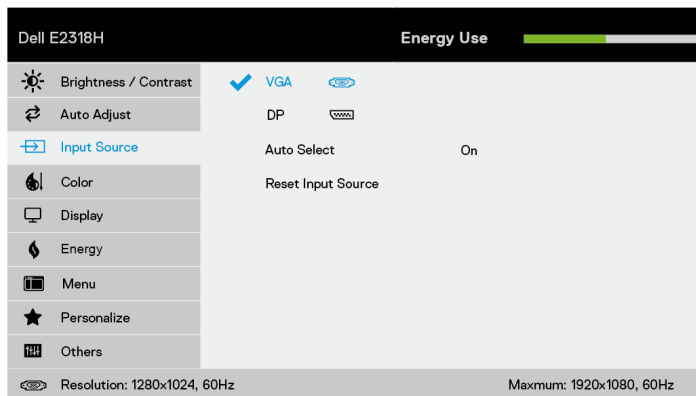 Dell E2318H
Energy Use
Brightness / Contrast
VGA
Auto Adjust
DP
Input Source
Auto Select On
Color
Reset Input Source
Display
Energy
Menu
Personalize
Others
Resolution: 1280x1024, 60Hz
Maxmum: 1920x1080, 60Hz